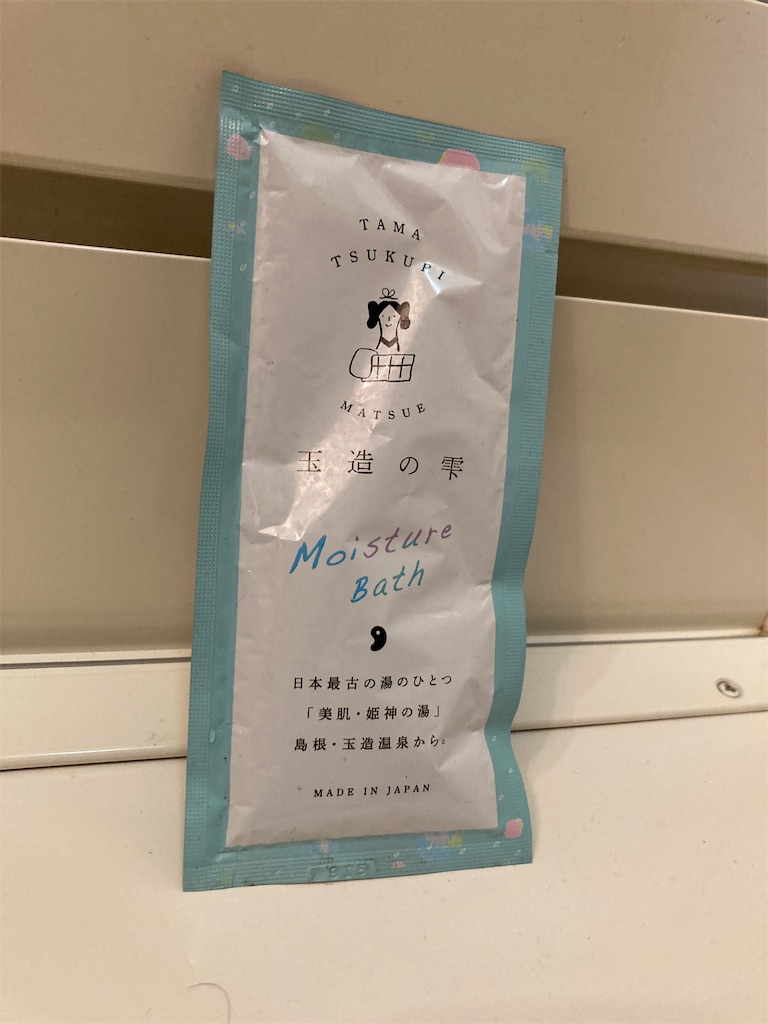 TAMA
TSUKURI
MATSUE
玉造の雫
Moisture
Bath
日本最古の湯のひとつ
「美肌・姫神の湯」
島根・玉造温泉から。
MADE IN JAPAN